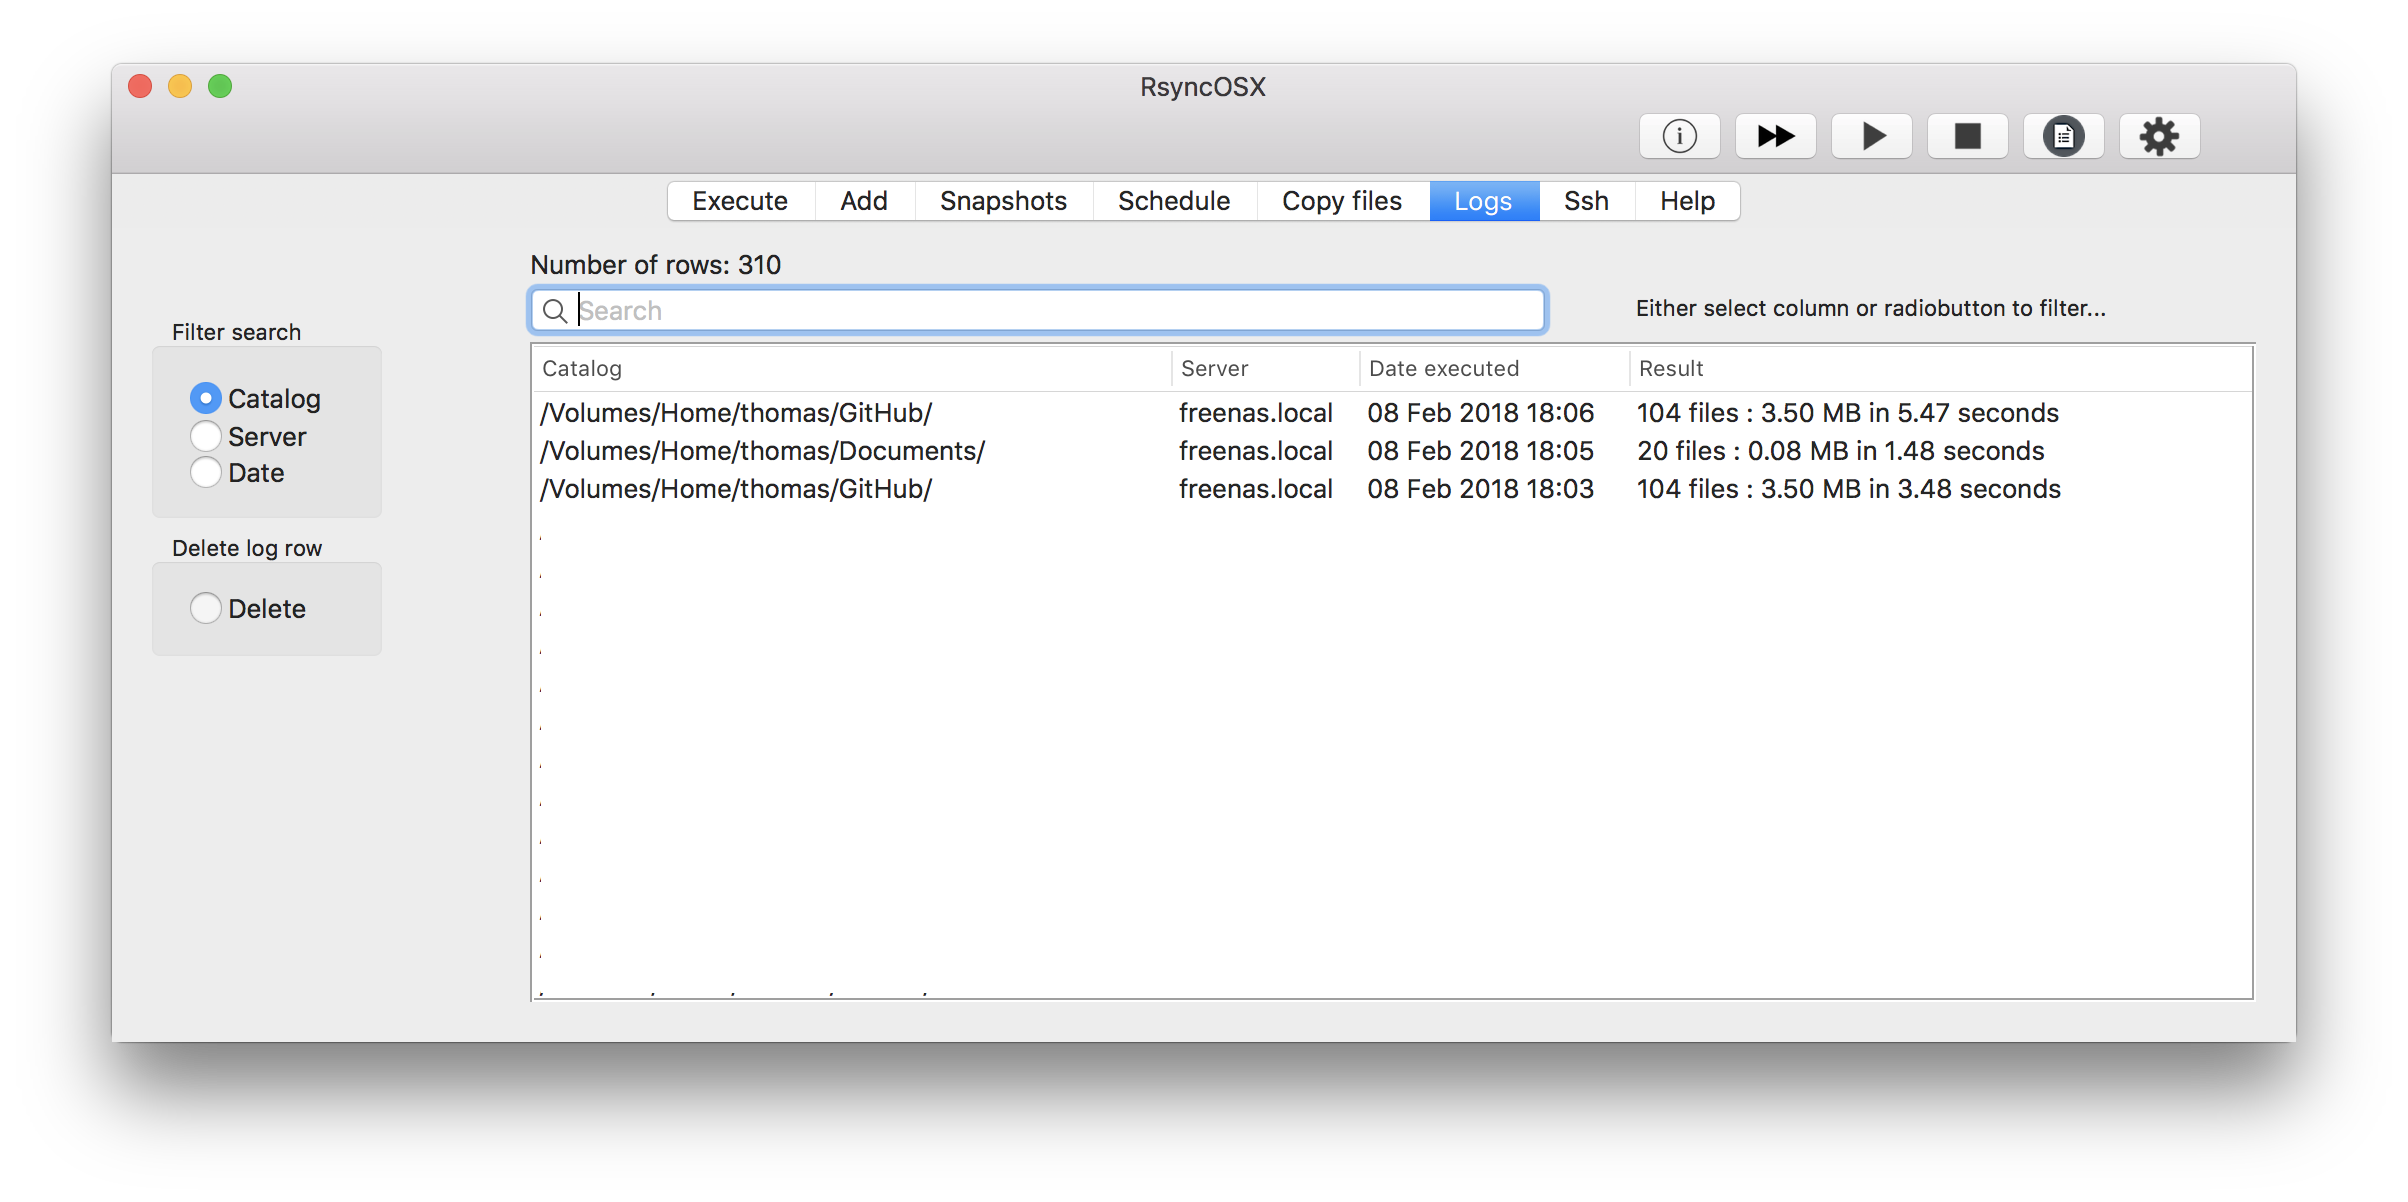 RsyncOSX
Execute Add Snapshots Schedule Copy files Logs Ssh Help
Number of rows: 310
Search
Either select column or radiobutton to filter...
Filter search
Catalog
Server
Date
Delete log row
Delete
Catalog Server Date executed Result
/Volumes/Home/thomas/GitHub/ freenas.local 08 Feb 2018 18:06 104 files : 3.50 MB in 5.47 seconds
/Volumes/Home/thomas/Documents/ freenas.local 08 Feb 2018 18:05 20 files : 0.08 MB in 1.48 seconds
/Volumes/Home/thomas/GitHub/ freenas.local 08 Feb 2018 18:03 104 files : 3.50 MB in 3.48 seconds